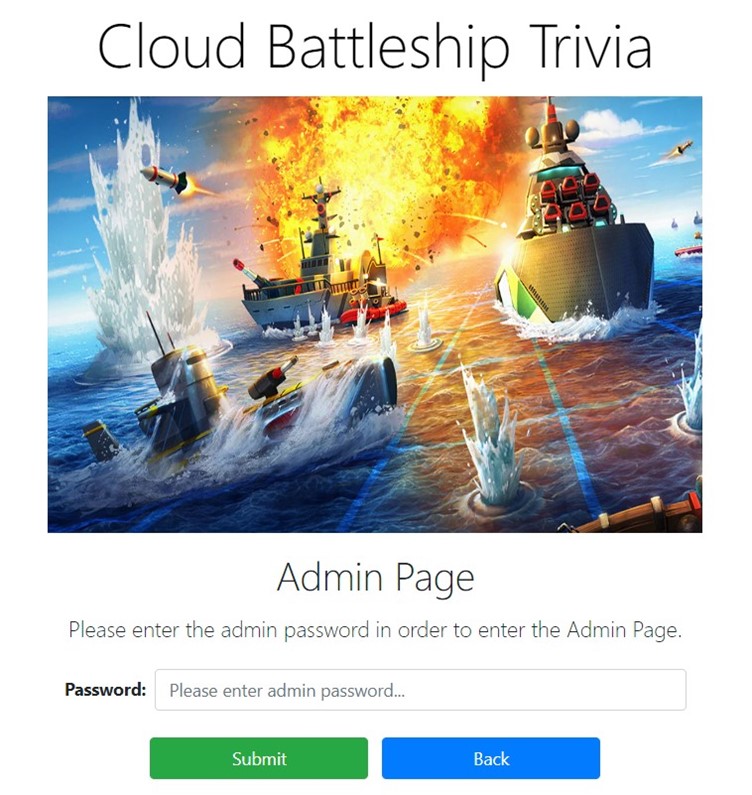 Cloud Battleship Trivia
Admin Page
Please enter the admin password in order to enter the Admin Page.
Password: Please enter admin password...
Submit Back